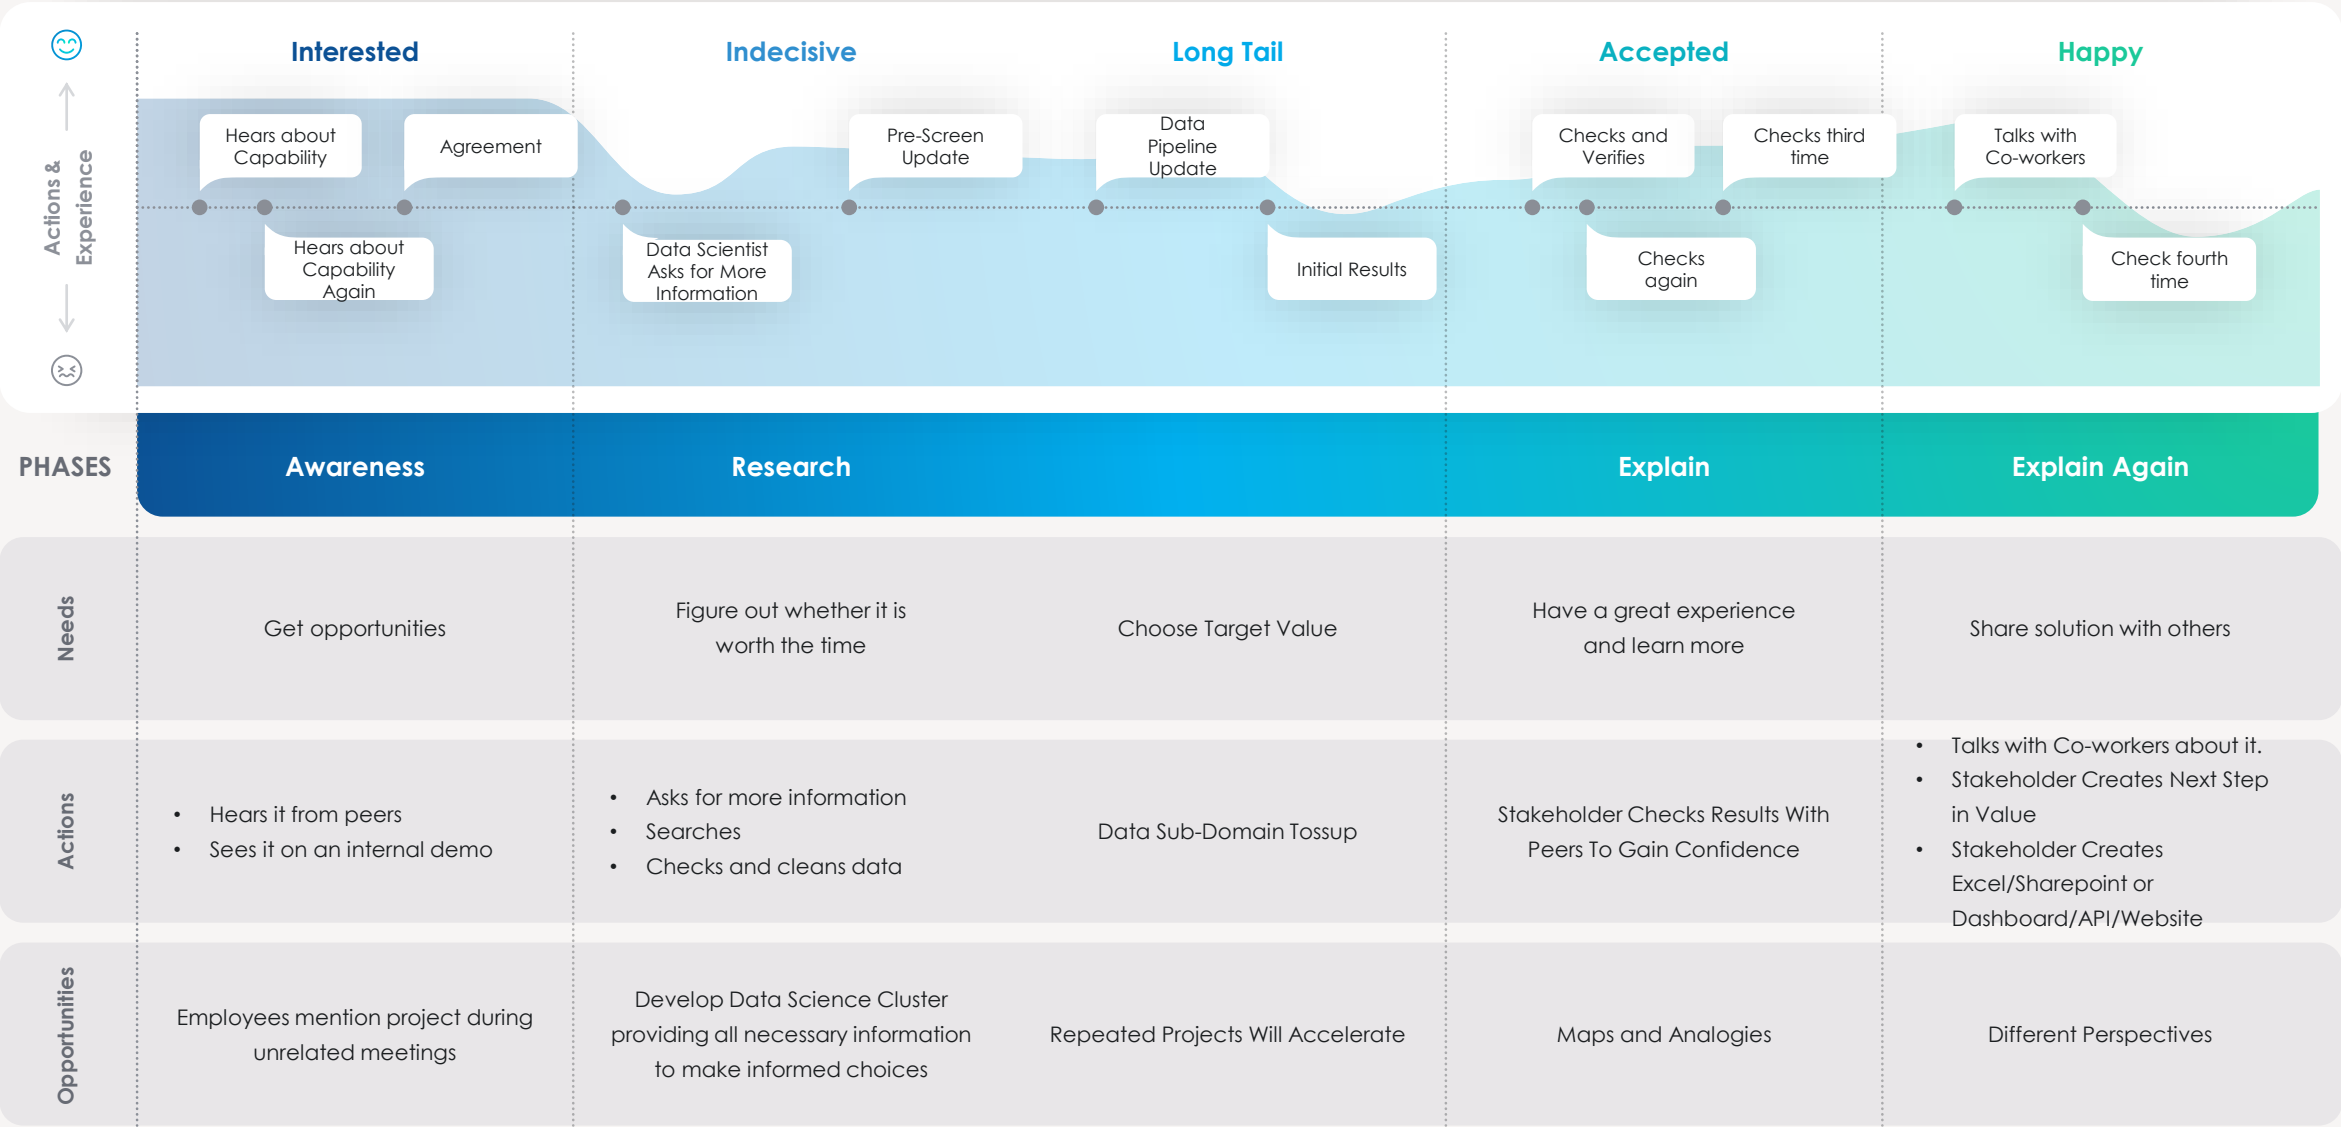 Interested
Indecisive
Long Tail
Accepted
Happy
Actions &
Experience
Hears about
Capability
Hears about
Capability
Again
Agreement
Data Scientist
Asks for More
Information
Pre-Screen
Update
Data
Pipeline
Update
Initial Results
Checks and
Verifies
Checks
again
Checks third
time
Talks with
Co-workers
Check fourth
time
PHASES
Awareness
Research
Explain
Explain Again
Needs
Get opportunities
Figure out whether it is
worth the time
Choose Target Value
Have a great experience
and learn more
Share solution with others
Actions
• Hears it from peers
• Sees it on an internal demo
• Asks for more information
• Searches
• Checks and cleans data
Data Sub-Domain Tossup
Stakeholder Checks Results With
Peers To Gain Confidence
• Talks with Co-workers about it.
• Stakeholder Creates Next Step
in Value
• Stakeholder Creates
Excel/Sharepoint or
Dashboard/API/Website
Opportunities
Employees mention project during
unrelated meetings
Develop Data Science Cluster
providing all necessary information
to make informed choices
Repeated Projects Will Accelerate
Maps and Analogies
Different Perspectives